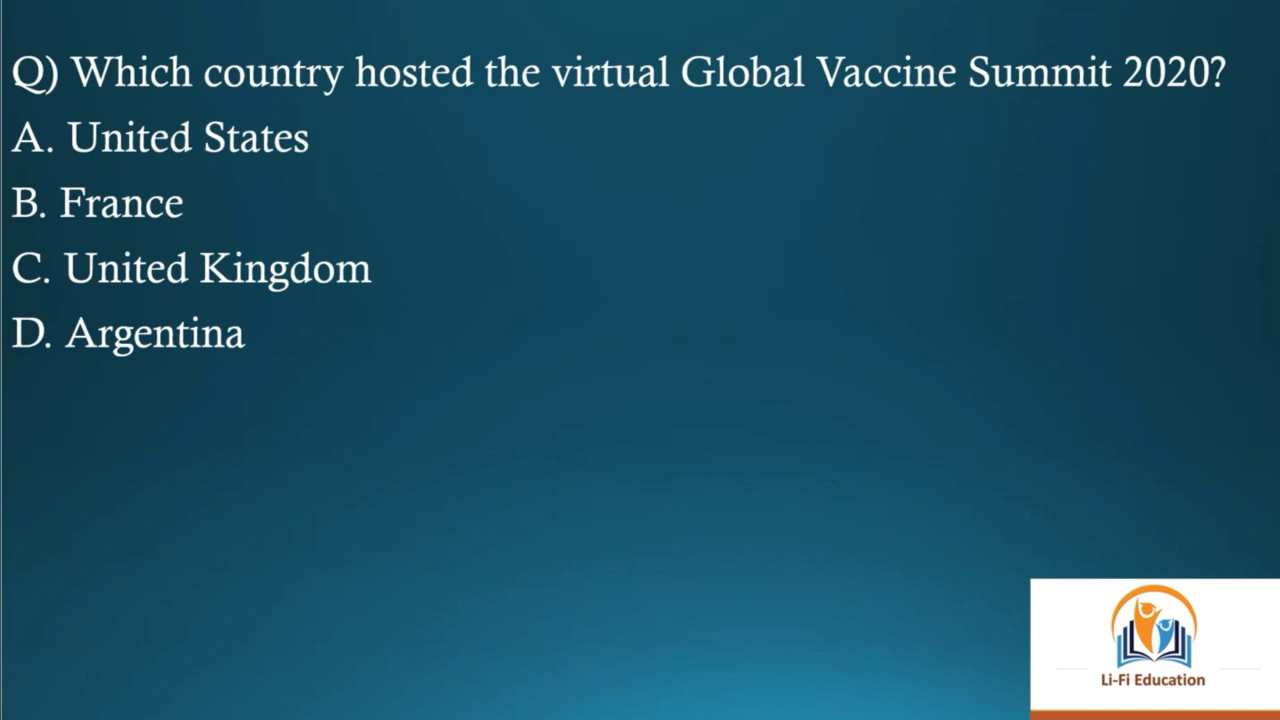 Q) Which country hosted the virtual Global Vaccine Summit 2020?
A. United States
B. France
C. United Kingdom
D. Argentina
Li-Fi Education